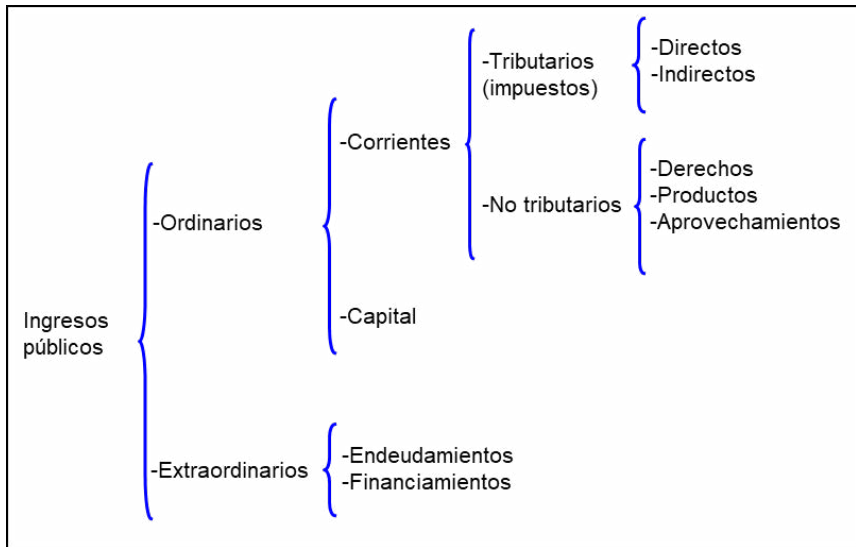 Ingresos
públicos
-Ordinarios
-Corrientes
-Tributarios
(impuestos)
-Directos
-Indirectos
-No tributarios
-Derechos
-Productos
-Aprovechamientos
-Capital
-Extraordinarios
-Endeudamientos
-Financiamientos